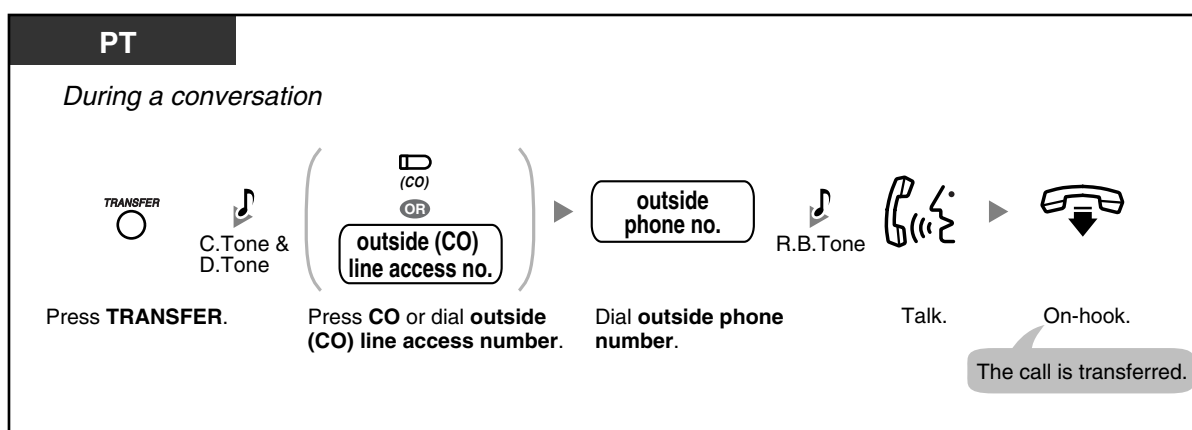 PT
During a conversation
TRANSFER
C.Tone &
D.Tone
(CO)
OR
outside (CO)
line access no.
outside
phone no.
R.B.Tone
Press TRANSFER.
Press CO or dial outside
(CO) line access number.
Dial outside phone
number.
Talk.
On-hook.
The call is transferred.